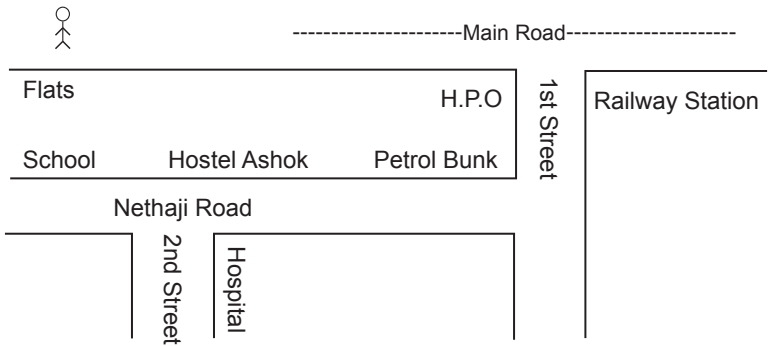 ---------------------Main Road---------------------
Flats
H.P.O
1st Street
Railway Station
School
Hostel Ashok
Petrol Bunk
Nethaji Road
2nd Street
Hospital